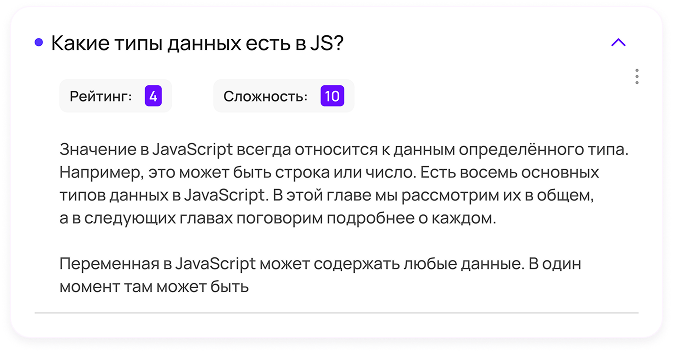 Какие типы данных есть в JS?
Рейтинг: 4 Сложность: 10
Значение в JavaScript всегда относится к данным определённого типа.
Например, это может быть строка или число. Есть восемь основных
типов данных в JavaScript. В этой главе мы рассмотрим их в общем,
а в следующих главах поговорим подробнее о каждом.
Переменная в JavaScript может содержать любые данные. В один
момент там может быть